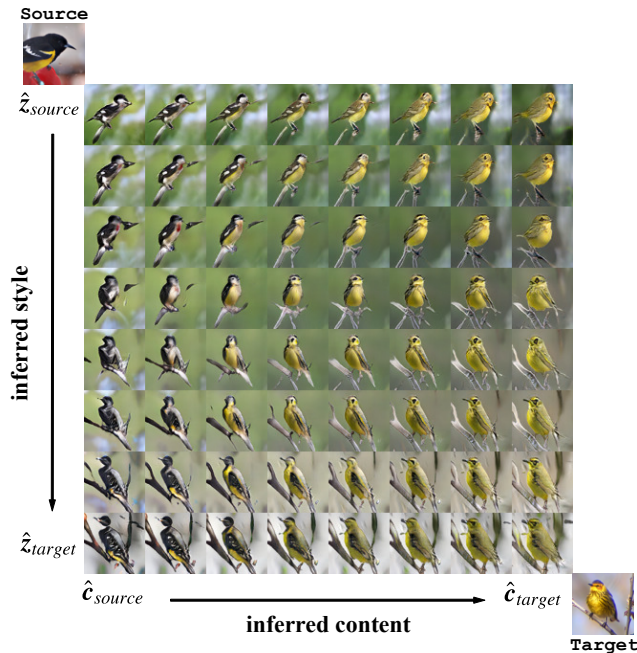 Source
ẑ_source
inferred style
ẑ_target
ĉ_source
ĉ_target
inferred content
Target